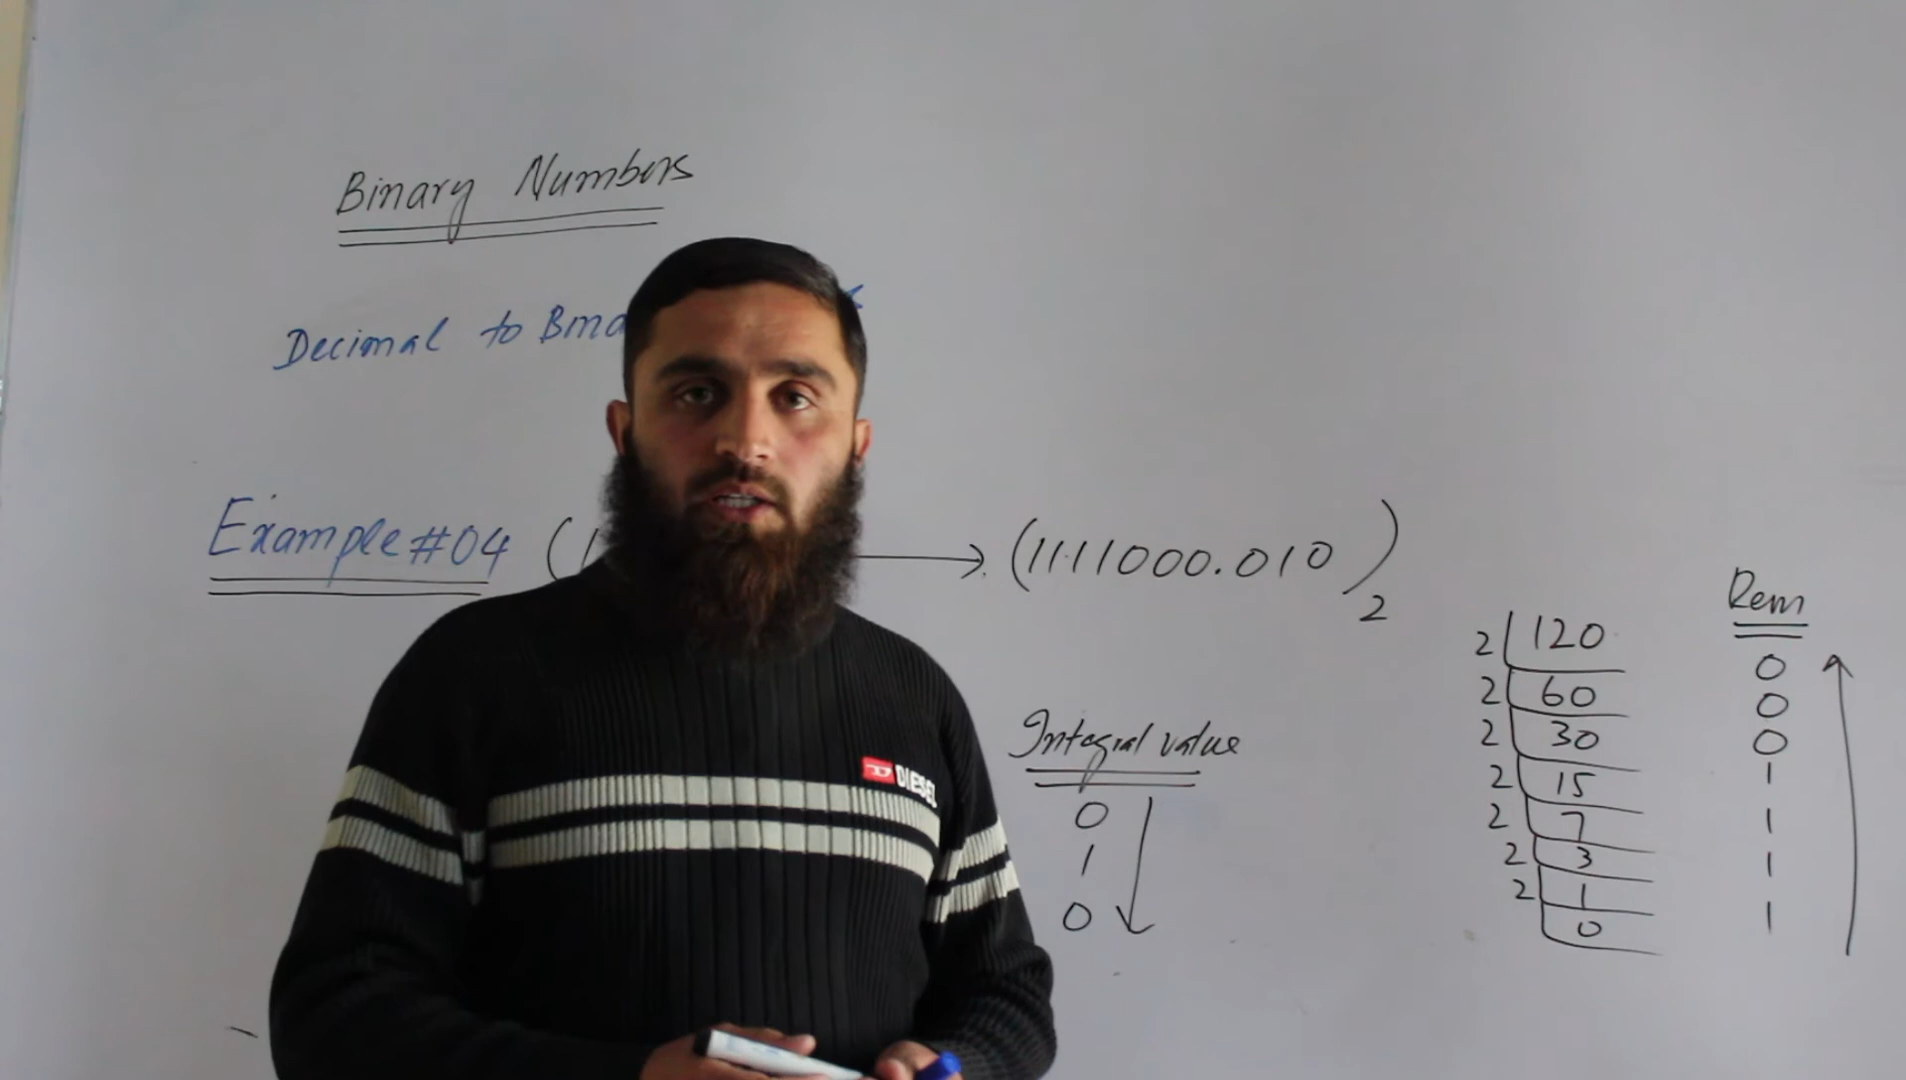 Binary Numbers
Decimal to Bina
Example #04 (1 → (1111000.010)2
Integral value
0
1
0
Rem
2 120 0
2 60 0
2 30 0
2 15 1
2 7 1
2 3 1
2 1 1
0
DIESEL